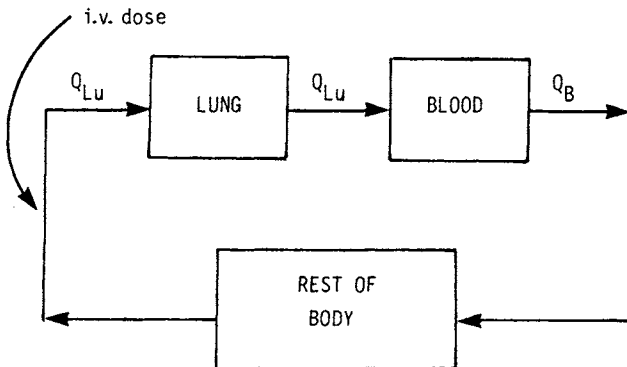 i.v. dose
Q_Lu
LUNG
Q_Lu
BLOOD
Q_B
REST OF
BODY